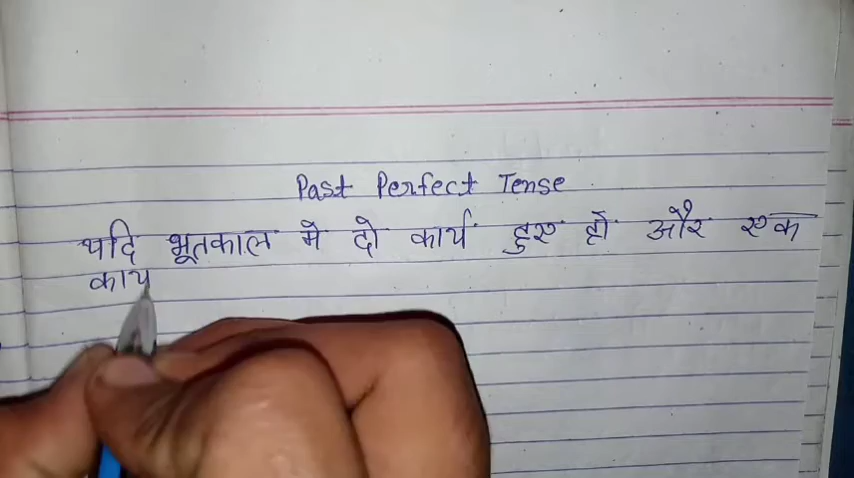 Past Perfect Tense
यदि भूतकाल मे दो कार्य हुए हो और एक
काय